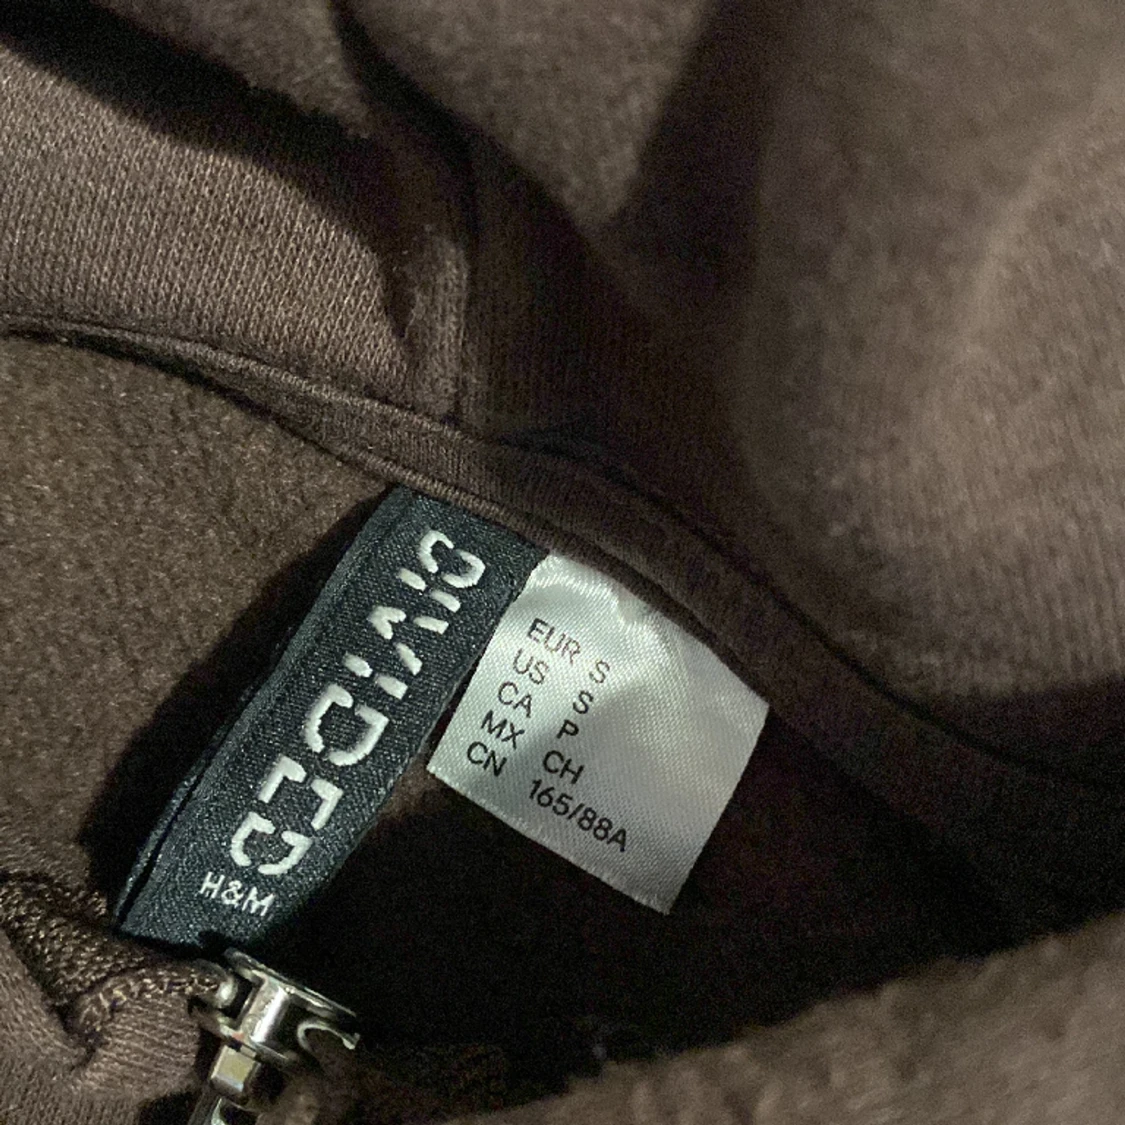 DIVIDED
H&M
EUR S
US S
CA P
MX CH
CN 165/88A